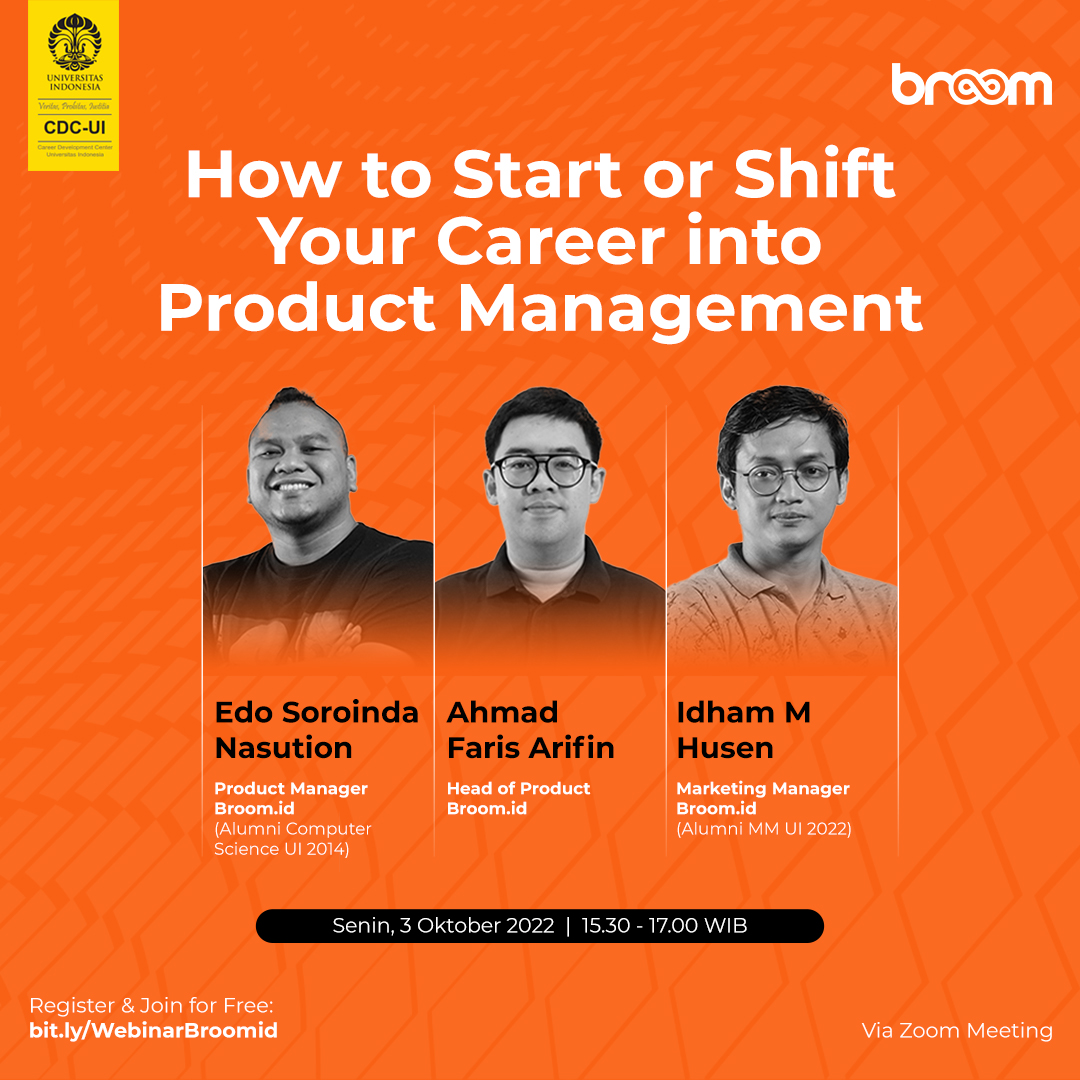 UNIVERSITAS
INDONESIA
Veritas, Probitas, Justitia
CDC-UI
Career Development Center
Universitas Indonesia
broom
How to Start or Shift
Your Career into
Product Management
Edo Soroinda
Nasution
Product Manager
Broom.id
(Alumni Computer
Science UI 2014)
Ahmad
Faris Arifin
Head of Product
Broom.id
Idham M
Husen
Marketing Manager
Broom.id
(Alumni MM UI 2022)
Senin, 3 Oktober 2022 | 15.30 - 17.00 WIB
Register & Join for Free:
bit.ly/WebinarBroomid
Via Zoom Meeting